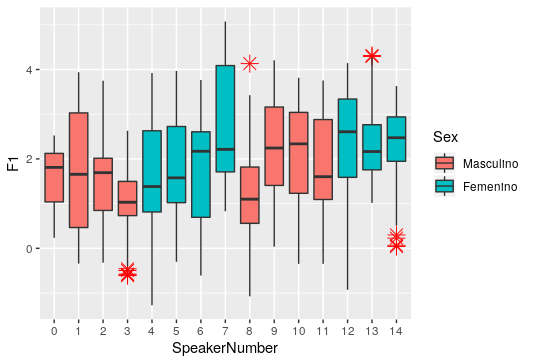 F1
4
2
0
0 1 2 3 4 5 6 7 8 9 10 11 12 13 14
SpeakerNumber
Sex
Masculino
Femenino